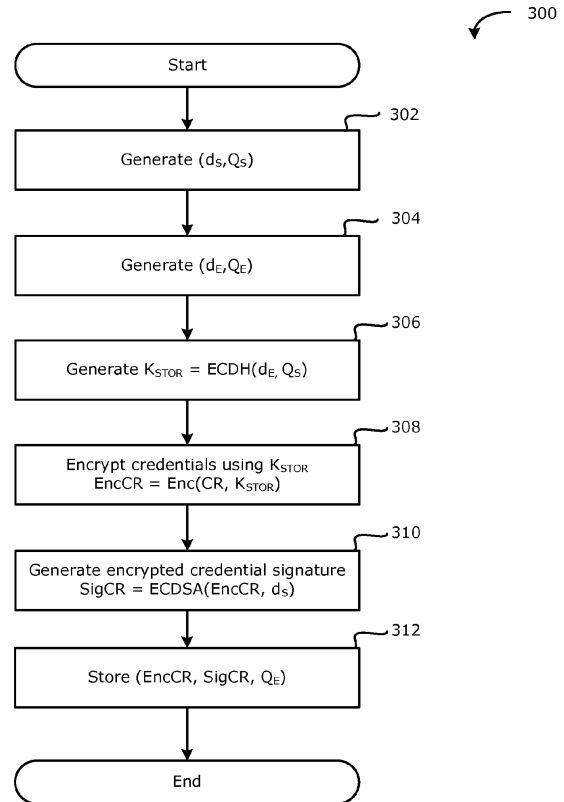 300
Start
302
Generate (dS,QS)
304
Generate (dE,QE)
306
Generate KSTOR = ECDH(dE, QS)
308
Encrypt credentials using KSTOR
EncCR = Enc(CR, KSTOR)
310
Generate encrypted credential signature
SigCR = ECDSA(EncCR, dS)
312
Store (EncCR, SigCR, QE)
End